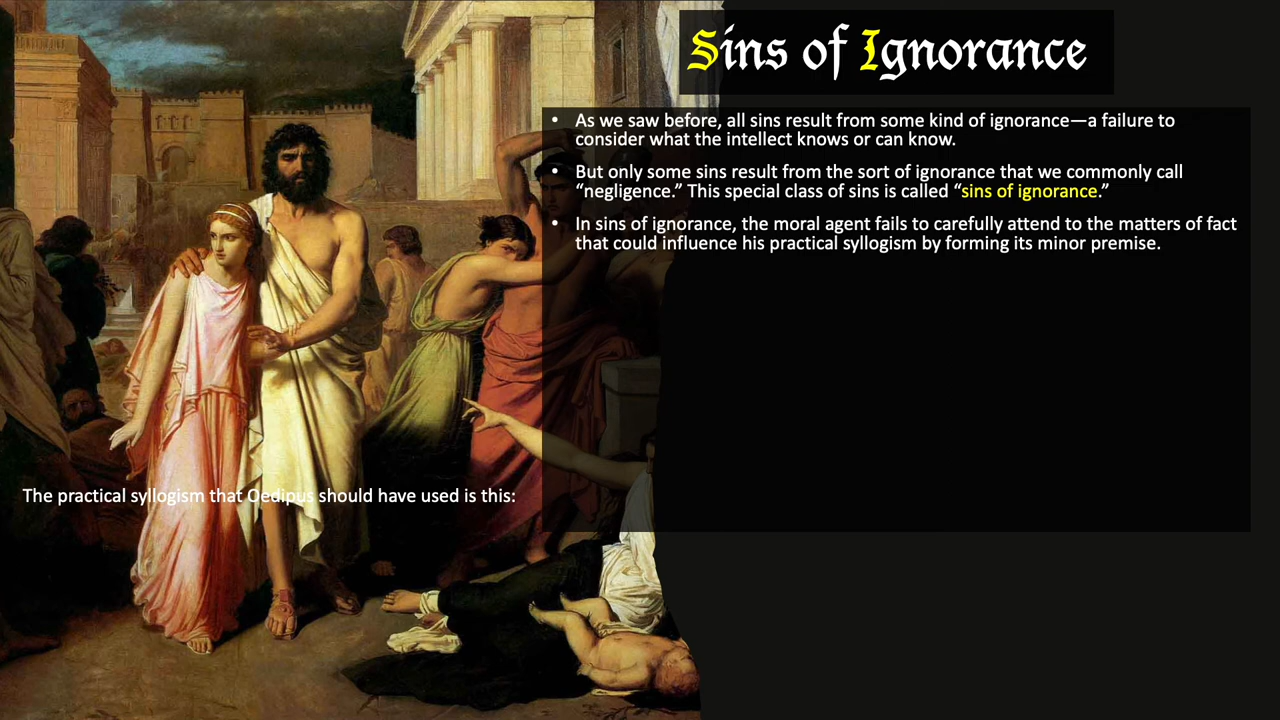 Sins of Ignorance
• As we saw before, all sins result from some kind of ignorance—a failure to
consider what the intellect knows or can know.
• But only some sins result from the sort of ignorance that we commonly call
“negligence.” This special class of sins is called “sins of ignorance.”
• In sins of ignorance, the moral agent fails to carefully attend to the matters of fact
that could influence his practical syllogism by forming its minor premise.
The practical syllogism that Oedipus should have used is this: